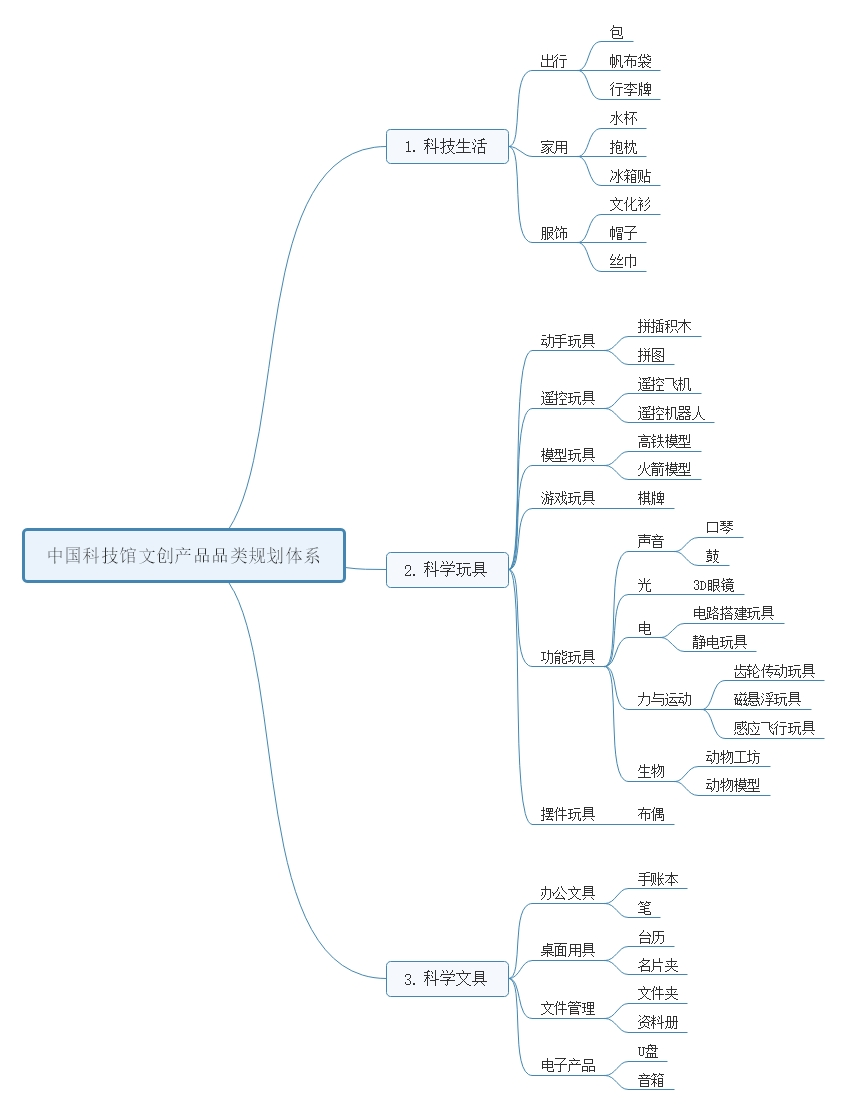 中国科技馆文创产品品类规划体系
1. 科技生活
出行
包
帆布袋
行李牌
家用
水杯
抱枕
冰箱贴
服饰
文化衫
帽子
丝巾
2. 科学玩具
动手玩具
拼插积木
拼图
遥控玩具
遥控飞机
遥控机器人
模型玩具
高铁模型
火箭模型
游戏玩具
棋牌
功能玩具
声音
口琴
鼓
光
3D眼镜
电
电路搭建玩具
静电玩具
力与运动
齿轮传动玩具
磁悬浮玩具
感应飞行玩具
生物
动物工坊
动物模型
摆件玩具
布偶
3. 科学文具
办公文具
手账本
笔
桌面用具
台历
名片夹
文件管理
文件夹
资料册
电子产品
U盘
音箱